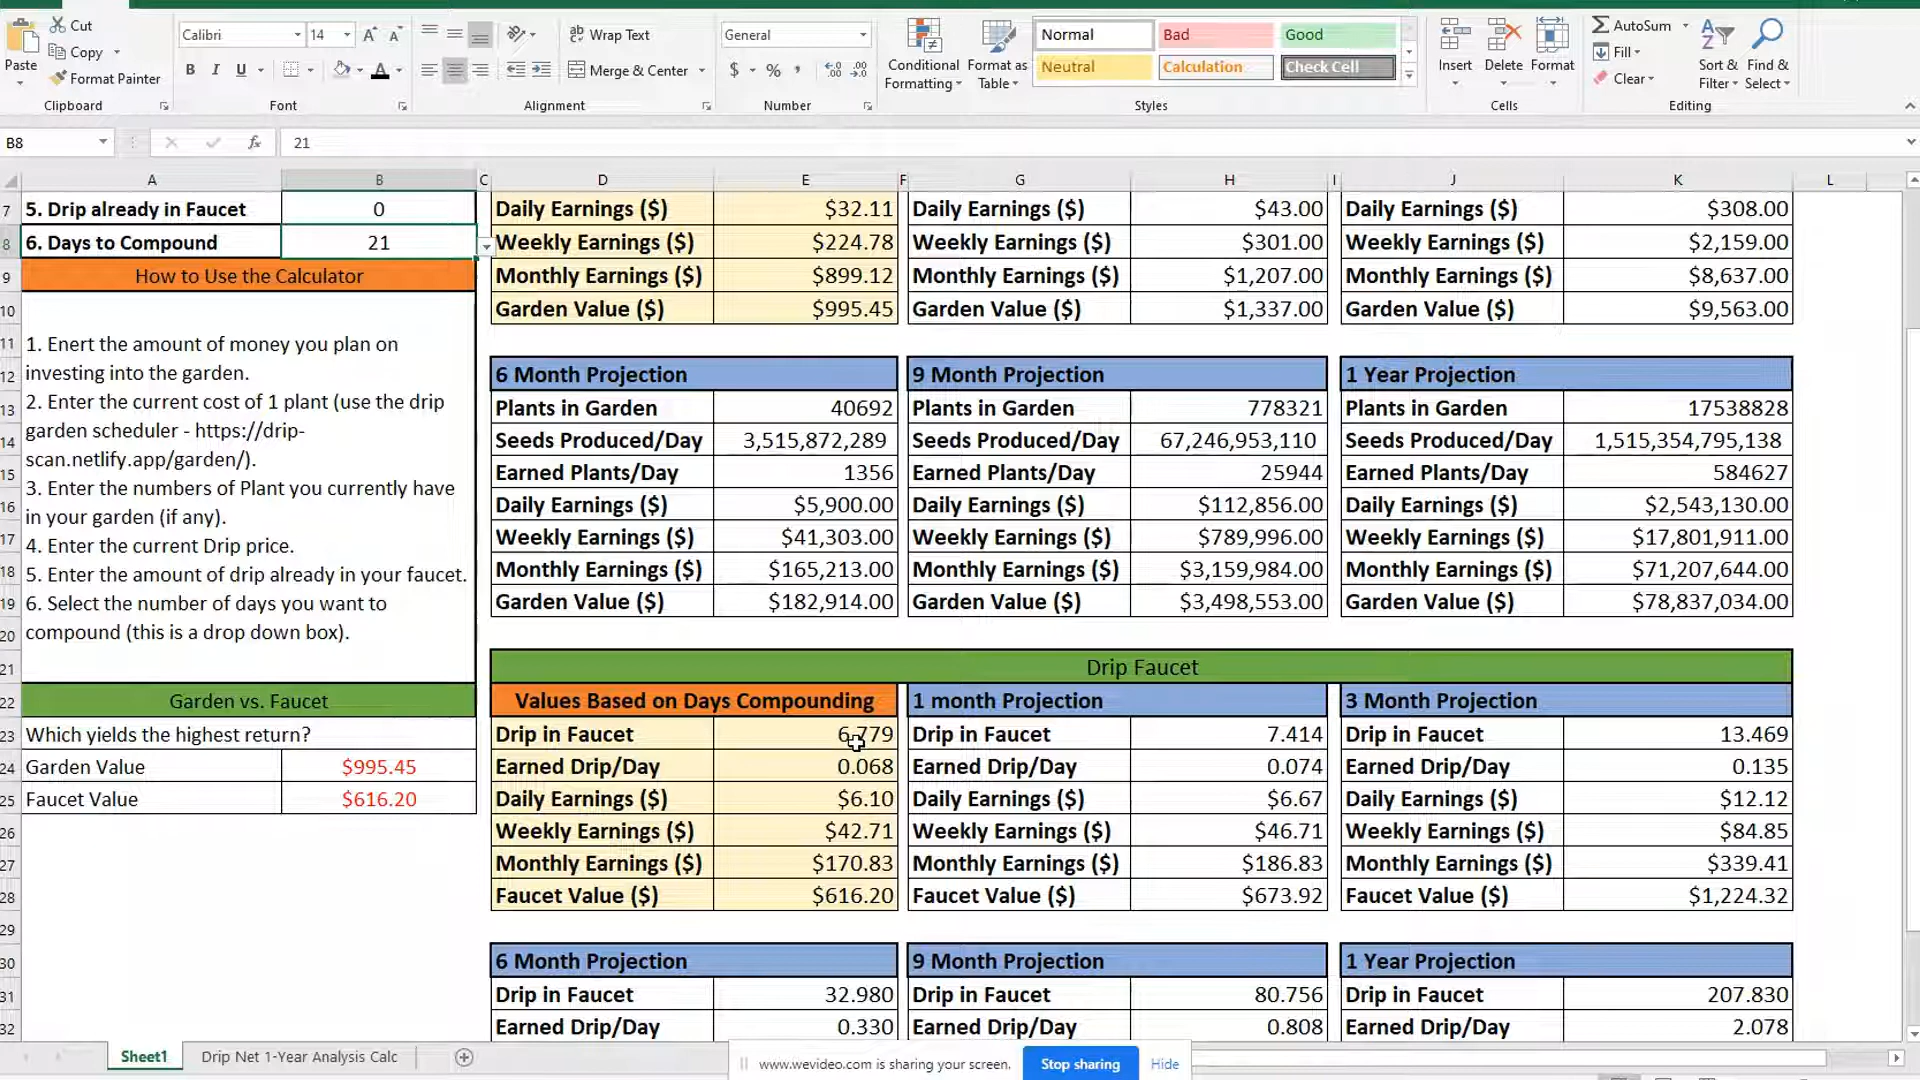 Cut
Copy
Format Painter
Paste
Clipboard
Calibri 14 A A
B I U A
Font
ab Wrap Text
Merge & Center
Alignment
General
$ % ,
Number
Conditional Formatting
Format as Table
Normal Bad Good
Neutral Calculation Check Cell
Styles
Insert Delete Format
Cells
AutoSum
Fill
Clear
Sort & Filter
Find & Select
Editing
B8 fx 21
A B C D E F G H I J K L
7 5. Drip already in Faucet 0 Daily Earnings ($) $32.11 Daily Earnings ($) $43.00 Daily Earnings ($) $308.00
8 6. Days to Compound 21 Weekly Earnings ($) $224.78 Weekly Earnings ($) $301.00 Weekly Earnings ($) $2,159.00
9 How to Use the Calculator Monthly Earnings ($) $899.12 Monthly Earnings ($) $1,207.00 Monthly Earnings ($) $8,637.00
10 Garden Value ($) $995.45 Garden Value ($) $1,337.00 Garden Value ($) $9,563.00
11 1. Enert the amount of money you plan on
investing into the garden.
2. Enter the current cost of 1 plant (use the drip
garden scheduler - https://drip-
scan.netlify.app/garden/).
3. Enter the numbers of Plant you currently have
in your garden (if any).
4. Enter the current Drip price.
5. Enter the amount of drip already in your faucet.
6. Select the number of days you want to
compound (this is a drop down box).
12 6 Month Projection 9 Month Projection 1 Year Projection
13 Plants in Garden 40692 Plants in Garden 778321 Plants in Garden 17538828
14 Seeds Produced/Day 3,515,872,289 Seeds Produced/Day 67,246,953,110 Seeds Produced/Day 1,515,354,795,138
15 Earned Plants/Day 1356 Earned Plants/Day 25944 Earned Plants/Day 584627
16 Daily Earnings ($) $5,900.00 Daily Earnings ($) $112,856.00 Daily Earnings ($) $2,543,130.00
17 Weekly Earnings ($) $41,303.00 Weekly Earnings ($) $789,996.00 Weekly Earnings ($) $17,801,911.00
18 Monthly Earnings ($) $165,213.00 Monthly Earnings ($) $3,159,984.00 Monthly Earnings ($) $71,207,644.00
19 Garden Value ($) $182,914.00 Garden Value ($) $3,498,553.00 Garden Value ($) $78,837,034.00
20
21 Drip Faucet
22 Garden vs. Faucet Values Based on Days Compounding 1 month Projection 3 Month Projection
23 Which yields the highest return? Drip in Faucet 6.779 Drip in Faucet 7.414 Drip in Faucet 13.469
24 Garden Value $995.45 Earned Drip/Day 0.068 Earned Drip/Day 0.074 Earned Drip/Day 0.135
25 Faucet Value $616.20 Daily Earnings ($) $6.10 Daily Earnings ($) $6.67 Daily Earnings ($) $12.12
26 Weekly Earnings ($) $42.71 Weekly Earnings ($) $46.71 Weekly Earnings ($) $84.85
27 Monthly Earnings ($) $170.83 Monthly Earnings ($) $186.83 Monthly Earnings ($) $339.41
28 Faucet Value ($) $616.20 Faucet Value ($) $673.92 Faucet Value ($) $1,224.32
29
30 6 Month Projection 9 Month Projection 1 Year Projection
31 Drip in Faucet 32.980 Drip in Faucet 80.756 Drip in Faucet 207.830
32 Earned Drip/Day 0.330 Earned Drip/Day 0.808 Earned Drip/Day 2.078
Sheet1 Drip Net 1-Year Analysis Calc
www.wevideo.com is sharing your screen. Stop sharing Hide